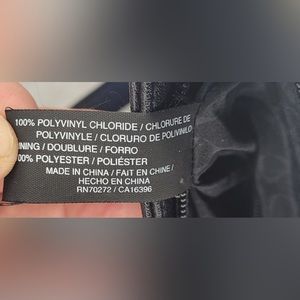 100% POLYVINYL CHLORIDE / CHLORURE DE
POLYVINYLE / CLORURO DE POLIVINILO
INING / DOUBLURE / FORRO
00% POLYESTER / POLIÉSTER
MADE IN CHINA / FAIT EN CHINE /
HECHO EN CHINA
RN70272 / CA16396